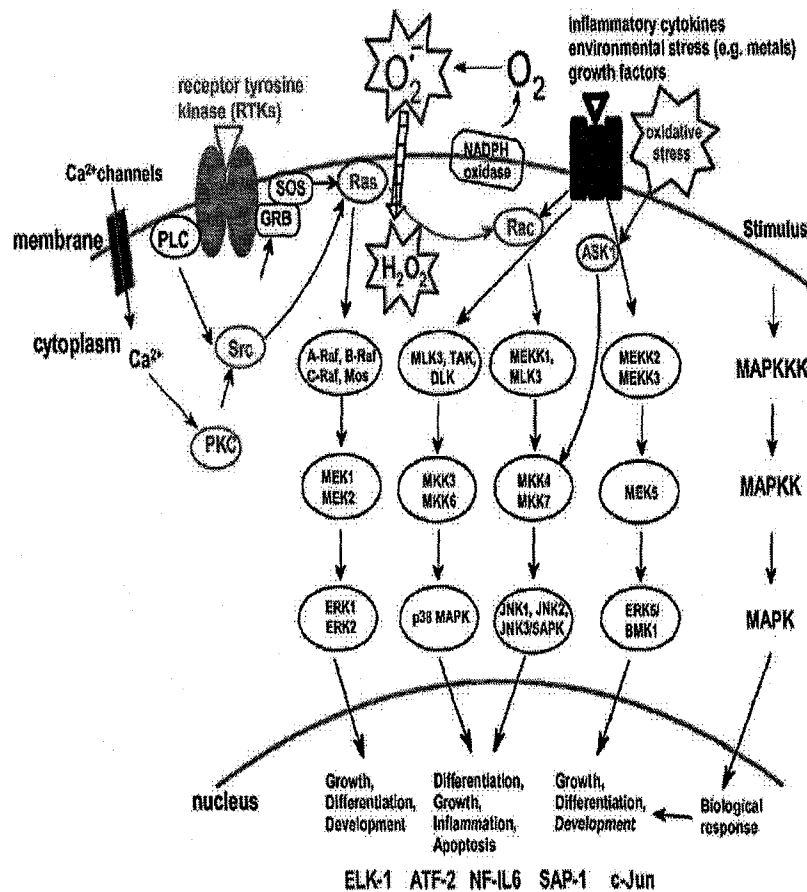 inflammatory cytokines
environmental stress (e.g. metals)
growth factors
O₂•⁻
O₂
receptor tyrosine
kinase (RTKs)
oxidative
stress
NADPH
oxidase
Ca²⁺channels
SOS
Ras
GRB
Rac
membrane
PLC
ASK1
Stimulus
H₂O₂
cytoplasm
Ca²⁺
Src
A-Raf, B-Raf
C-Raf, Mos
MLK3, TAK,
DLK
MEKK1,
MLK3
MEKK2
MEKK3
MAPKKK
PKC
MEK1
MEK2
MKK3
MKK6
MKK4
MKK7
MEK5
MAPKK
ERK1
ERK2
p38 MAPK
JNK1, JNK2,
JNK3/SAPK
ERK5/
BMK1
MAPK
nucleus
Growth,
Differentiation,
Development
Differentiation,
Growth,
Inflammation,
Apoptosis
Growth,
Differentiation,
Development
Biological
response
ELK-1 ATF-2 NF-IL6 SAP-1 c-Jun